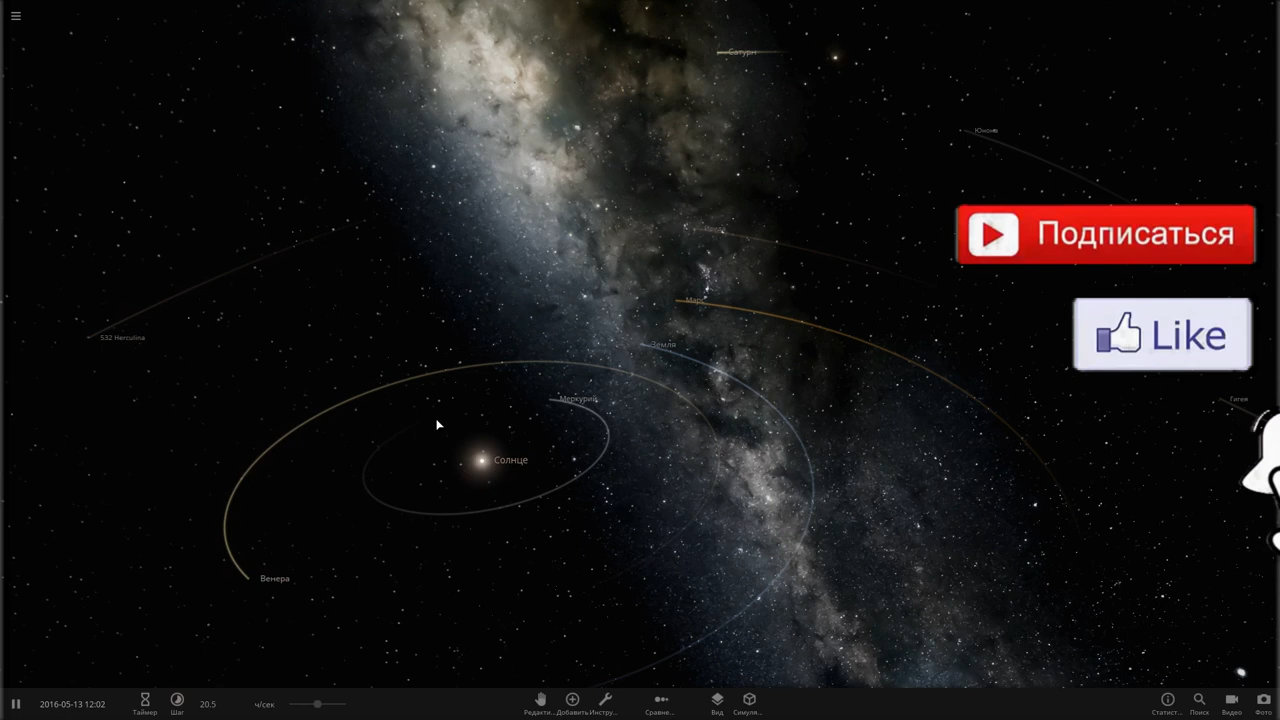 Сатурн
Юнона
Подписаться
Марс
Like
532 Herculina
Земля
Меркурий
Гигея
Солнце
Венера
2016-05-13 12:02
Таймер
Шаг
20.5
ч/сек
Редакти...
Добавить
Инстру...
Сравне...
Вид
Симуля...
Статист...
Поиск
Видео
Фото